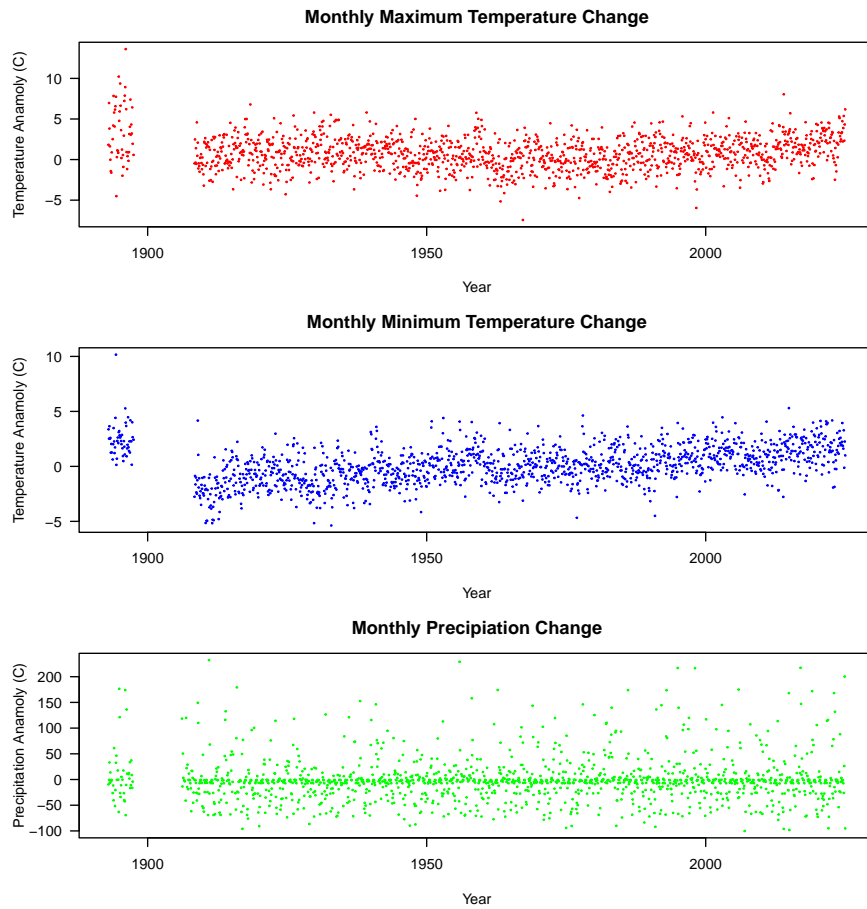 Monthly Maximum Temperature Change
Temperature Anamoly (C)
10
5
0
−5
1900 1950 2000
Year
Monthly Minimum Temperature Change
Temperature Anamoly (C)
10
5
0
−5
1900 1950 2000
Year
Monthly Precipiation Change
Precipitation Anamoly (C)
200
150
100
50
0
−50
−100
1900 1950 2000
Year